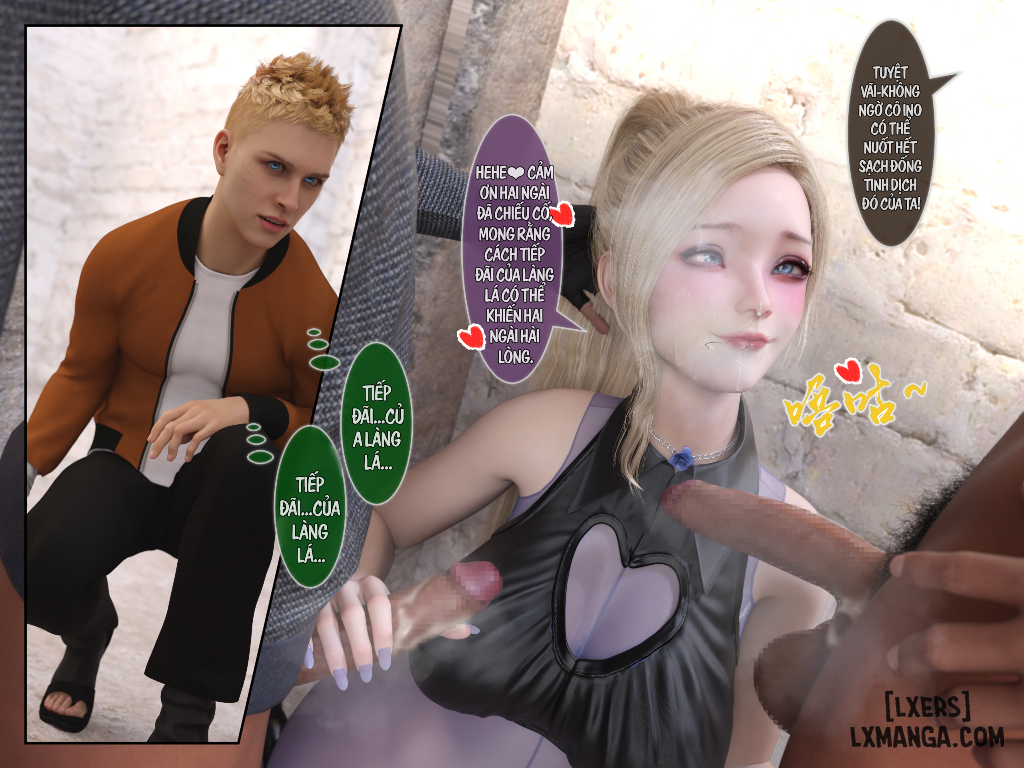 TUYỆT
VÃI-KHÔNG
NGỜ CÔ INO
CÓ THỂ
NUỐT HẾT
SẠCH ĐỐNG
TINH DỊCH
ĐÓ CỦA TA!
HEHE❤ CẢM
ƠN HAI NGÀI
ĐÃ CHIẾU CỐ,
MONG RẰNG
CÁCH TIẾP
ĐÃI CỦA LÀNG
LÁ CÓ THỂ
KHIẾN HAI
NGÀI HÀI
LÒNG.
TIẾP
ĐÃI...CỦ
A LÀNG
LÁ...
TIẾP
ĐÃI...CỦA
LÀNG
LÁ...
唔咕~
[LXERS]
LXMANGA.COM